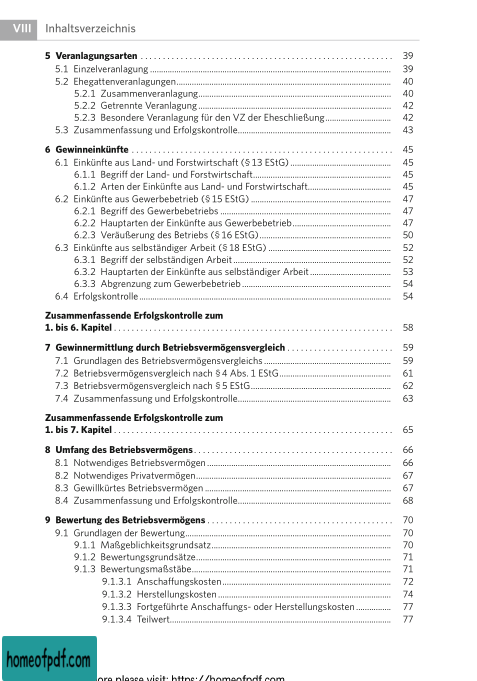 VIII Inhaltsverzeichnis
5 Veranlagungsarten 39
5.1 Einzelveranlagung 39
5.2 Ehegattenveranlagungen 40
5.2.1 Zusammenveranlagung 40
5.2.2 Getrennte Veranlagung 42
5.2.3 Besondere Veranlagung für den VZ der Eheschließung 42
5.3 Zusammenfassung und Erfolgskontrolle 43
6 Gewinneinkünfte 45
6.1 Einkünfte aus Land- und Forstwirtschaft (§ 13 EStG) 45
6.1.1 Begriff der Land- und Forstwirtschaft 45
6.1.2 Arten der Einkünfte aus Land- und Forstwirtschaft 45
6.2 Einkünfte aus Gewerbebetrieb (§ 15 EStG) 47
6.2.1 Begriff des Gewerbebetriebs 47
6.2.2 Hauptarten der Einkünfte aus Gewerbebetrieb 47
6.2.3 Veräußerung des Betriebs (§ 16 EStG) 50
6.3 Einkünfte aus selbständiger Arbeit (§ 18 EStG) 52
6.3.1 Begriff der selbständigen Arbeit 52
6.3.2 Hauptarten der Einkünfte aus selbständiger Arbeit 53
6.3.3 Abgrenzung zum Gewerbebetrieb 54
6.4 Erfolgskontrolle 54
Zusammenfassende Erfolgskontrolle zum
1. bis 6. Kapitel 58
7 Gewinnermittlung durch Betriebsvermögensvergleich 59
7.1 Grundlagen des Betriebsvermögensvergleichs 59
7.2 Betriebsvermögensvergleich nach § 4 Abs. 1 EStG 61
7.3 Betriebsvermögensvergleich nach § 5 EStG 62
7.4 Zusammenfassung und Erfolgskontrolle 63
Zusammenfassende Erfolgskontrolle zum
1. bis 7. Kapitel 65
8 Umfang des Betriebsvermögens 66
8.1 Notwendiges Betriebsvermögen 66
8.2 Notwendiges Privatvermögen 67
8.3 Gewillkürtes Betriebsvermögen 67
8.4 Zusammenfassung und Erfolgskontrolle 68
9 Bewertung des Betriebsvermögens 70
9.1 Grundlagen der Bewertung 70
9.1.1 Maßgeblichkeitsgrundsatz 70
9.1.2 Bewertungsgrundsätze 71
9.1.3 Bewertungsmaßstäbe 71
9.1.3.1 Anschaffungskosten 72
9.1.3.2 Herstellungskosten 74
9.1.3.3 Fortgeführte Anschaffungs- oder Herstellungskosten 77
9.1.3.4 Teilwert 77
homeofpdf.com
ore please visit: https://homeofpdf.com